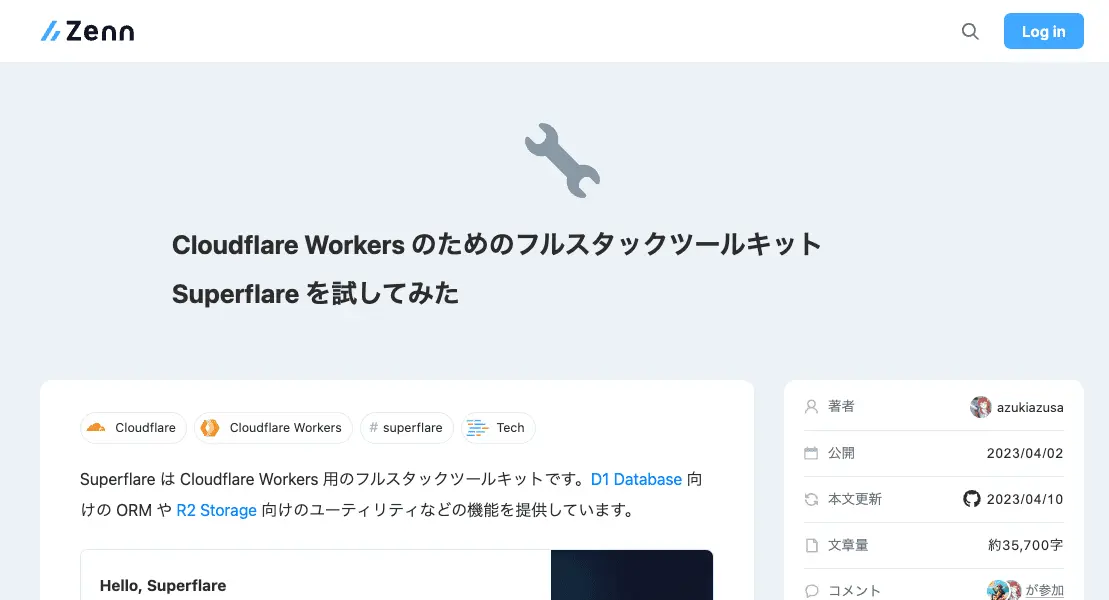 Zenn
Log in
Cloudflare Workers のためのフルスタックツールキット
Superflare を試してみた
Cloudflare
Cloudflare Workers
# superflare
Tech
Superflare は Cloudflare Workers 用のフルスタックツールキットです。D1 Database 向
けの ORM や R2 Storage 向けのユーティリティなどの機能を提供しています。
Hello, Superflare
著者 azukiazusa
公開 2023/04/02
本文更新 2023/04/10
文章量 約35,700字
コメント が参加